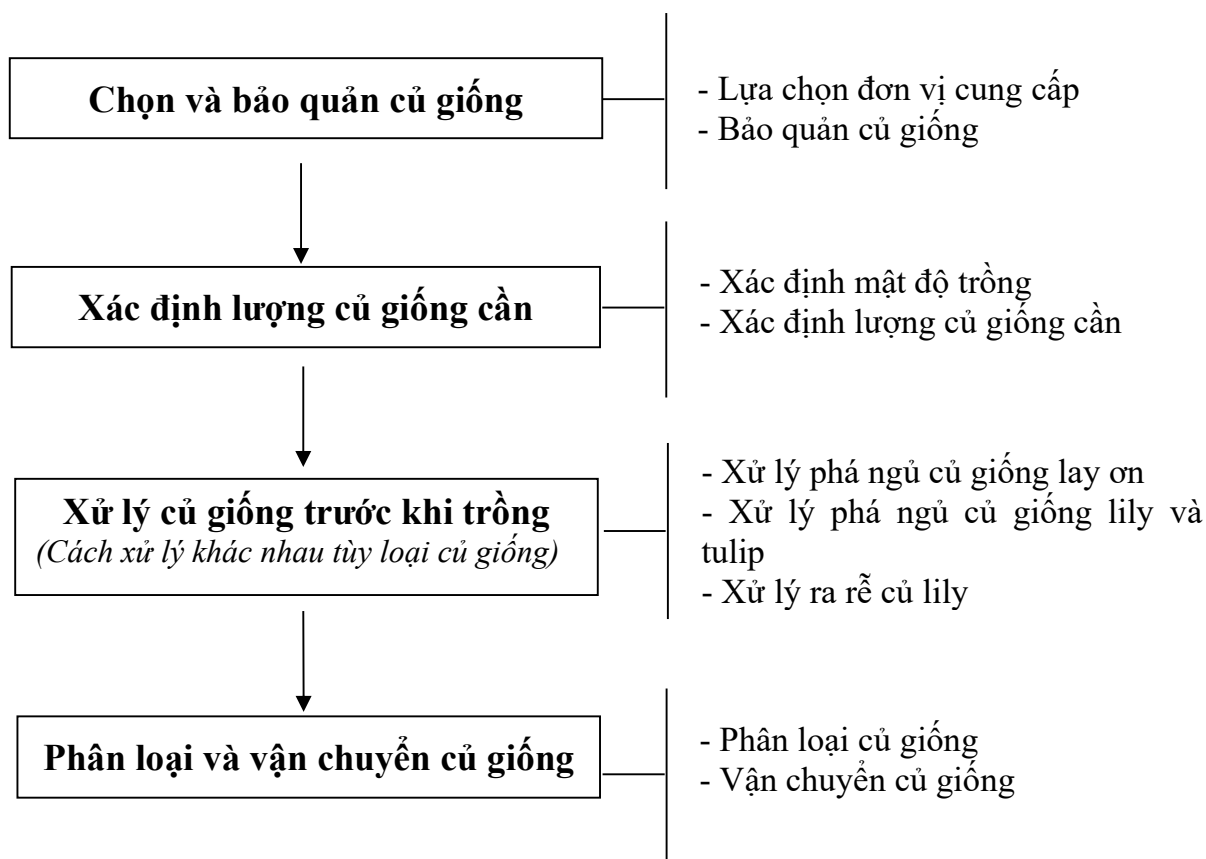 Chọn và bảo quản củ giống
- Lựa chọn đơn vị cung cấp
- Bảo quản củ giống
Xác định lượng củ giống cần
- Xác định mật độ trồng
- Xác định lượng củ giống cần
Xử lý củ giống trước khi trồng
(Cách xử lý khác nhau tùy loại củ giống)
- Xử lý phá ngủ củ giống lay ơn
- Xử lý phá ngủ củ giống lily và
tulip
- Xử lý ra rễ củ lily
Phân loại và vận chuyển củ giống
- Phân loại củ giống
- Vận chuyển củ giống